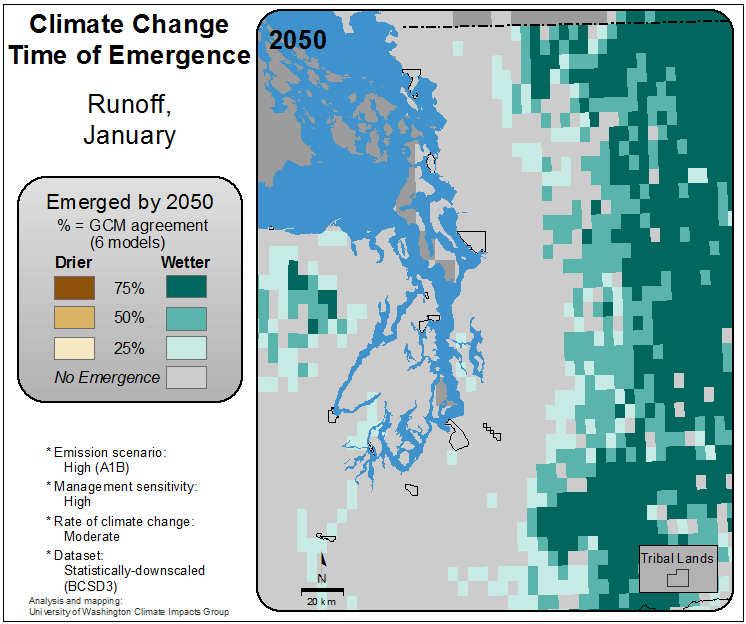 Climate Change
Time of Emergence
Runoff,
January
Emerged by 2050
% = GCM agreement
(6 models)
Drier Wetter
75%
50%
25%
No Emergence
* Emission scenario:
High (A1B)
* Management sensitivity:
High
* Rate of climate change:
Moderate
* Dataset:
Statistically-downscaled
(BCSD3)
Analysis and mapping:
University of Washington Climate Impacts Group
2050
N
20 km
Tribal Lands